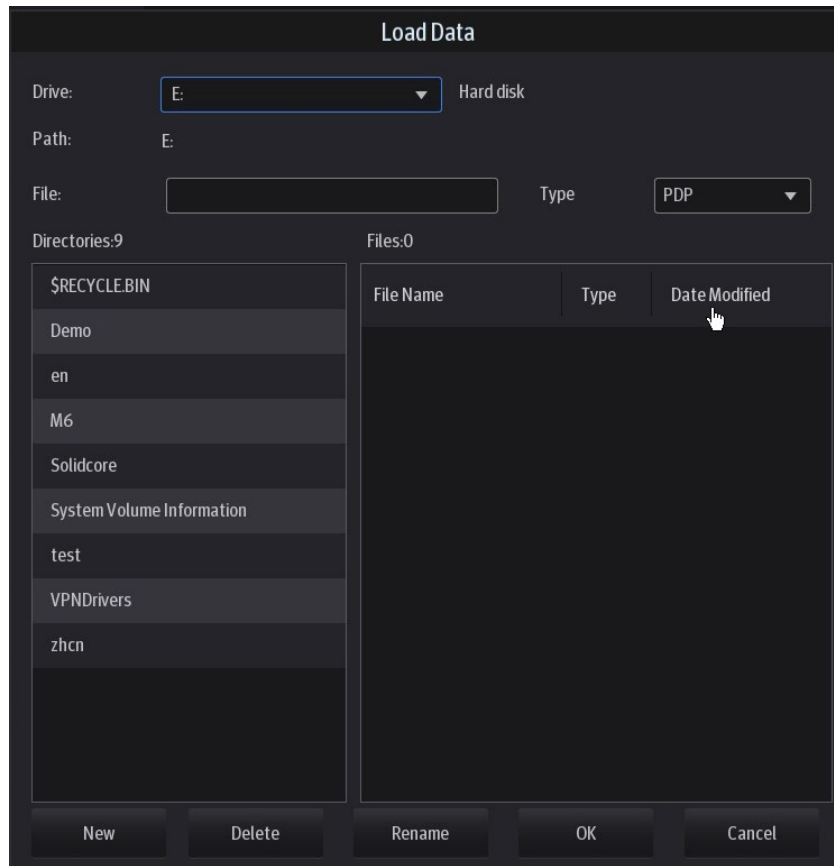 Load Data
Drive: E: Hard disk
Path: E:
File: Type PDP
Directories:9 Files:0
$RECYCLE.BIN
Demo
en
M6
Solidcore
System Volume Information
test
VPNDrivers
zhcn
File Name Type Date Modified
New Delete Rename OK Cancel